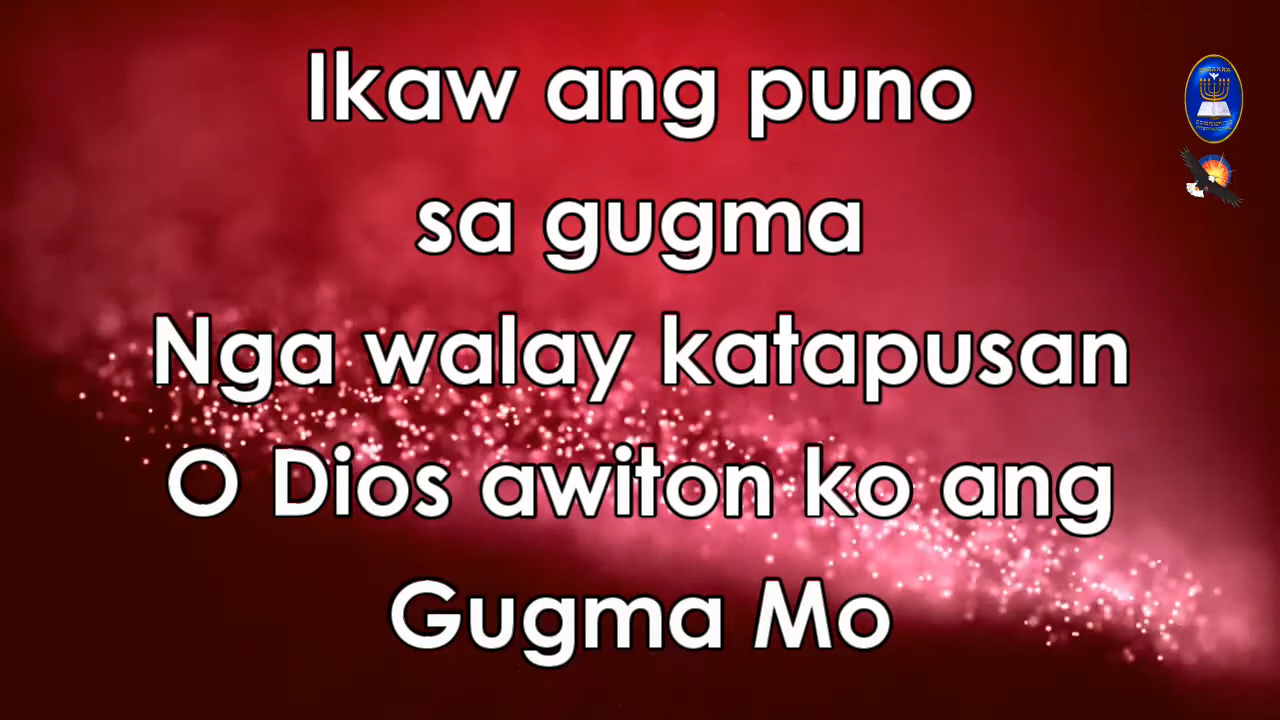 Ikaw ang puno
sa gugma
Nga walay katapusan
O Dios awiton ko ang
Gugma Mo